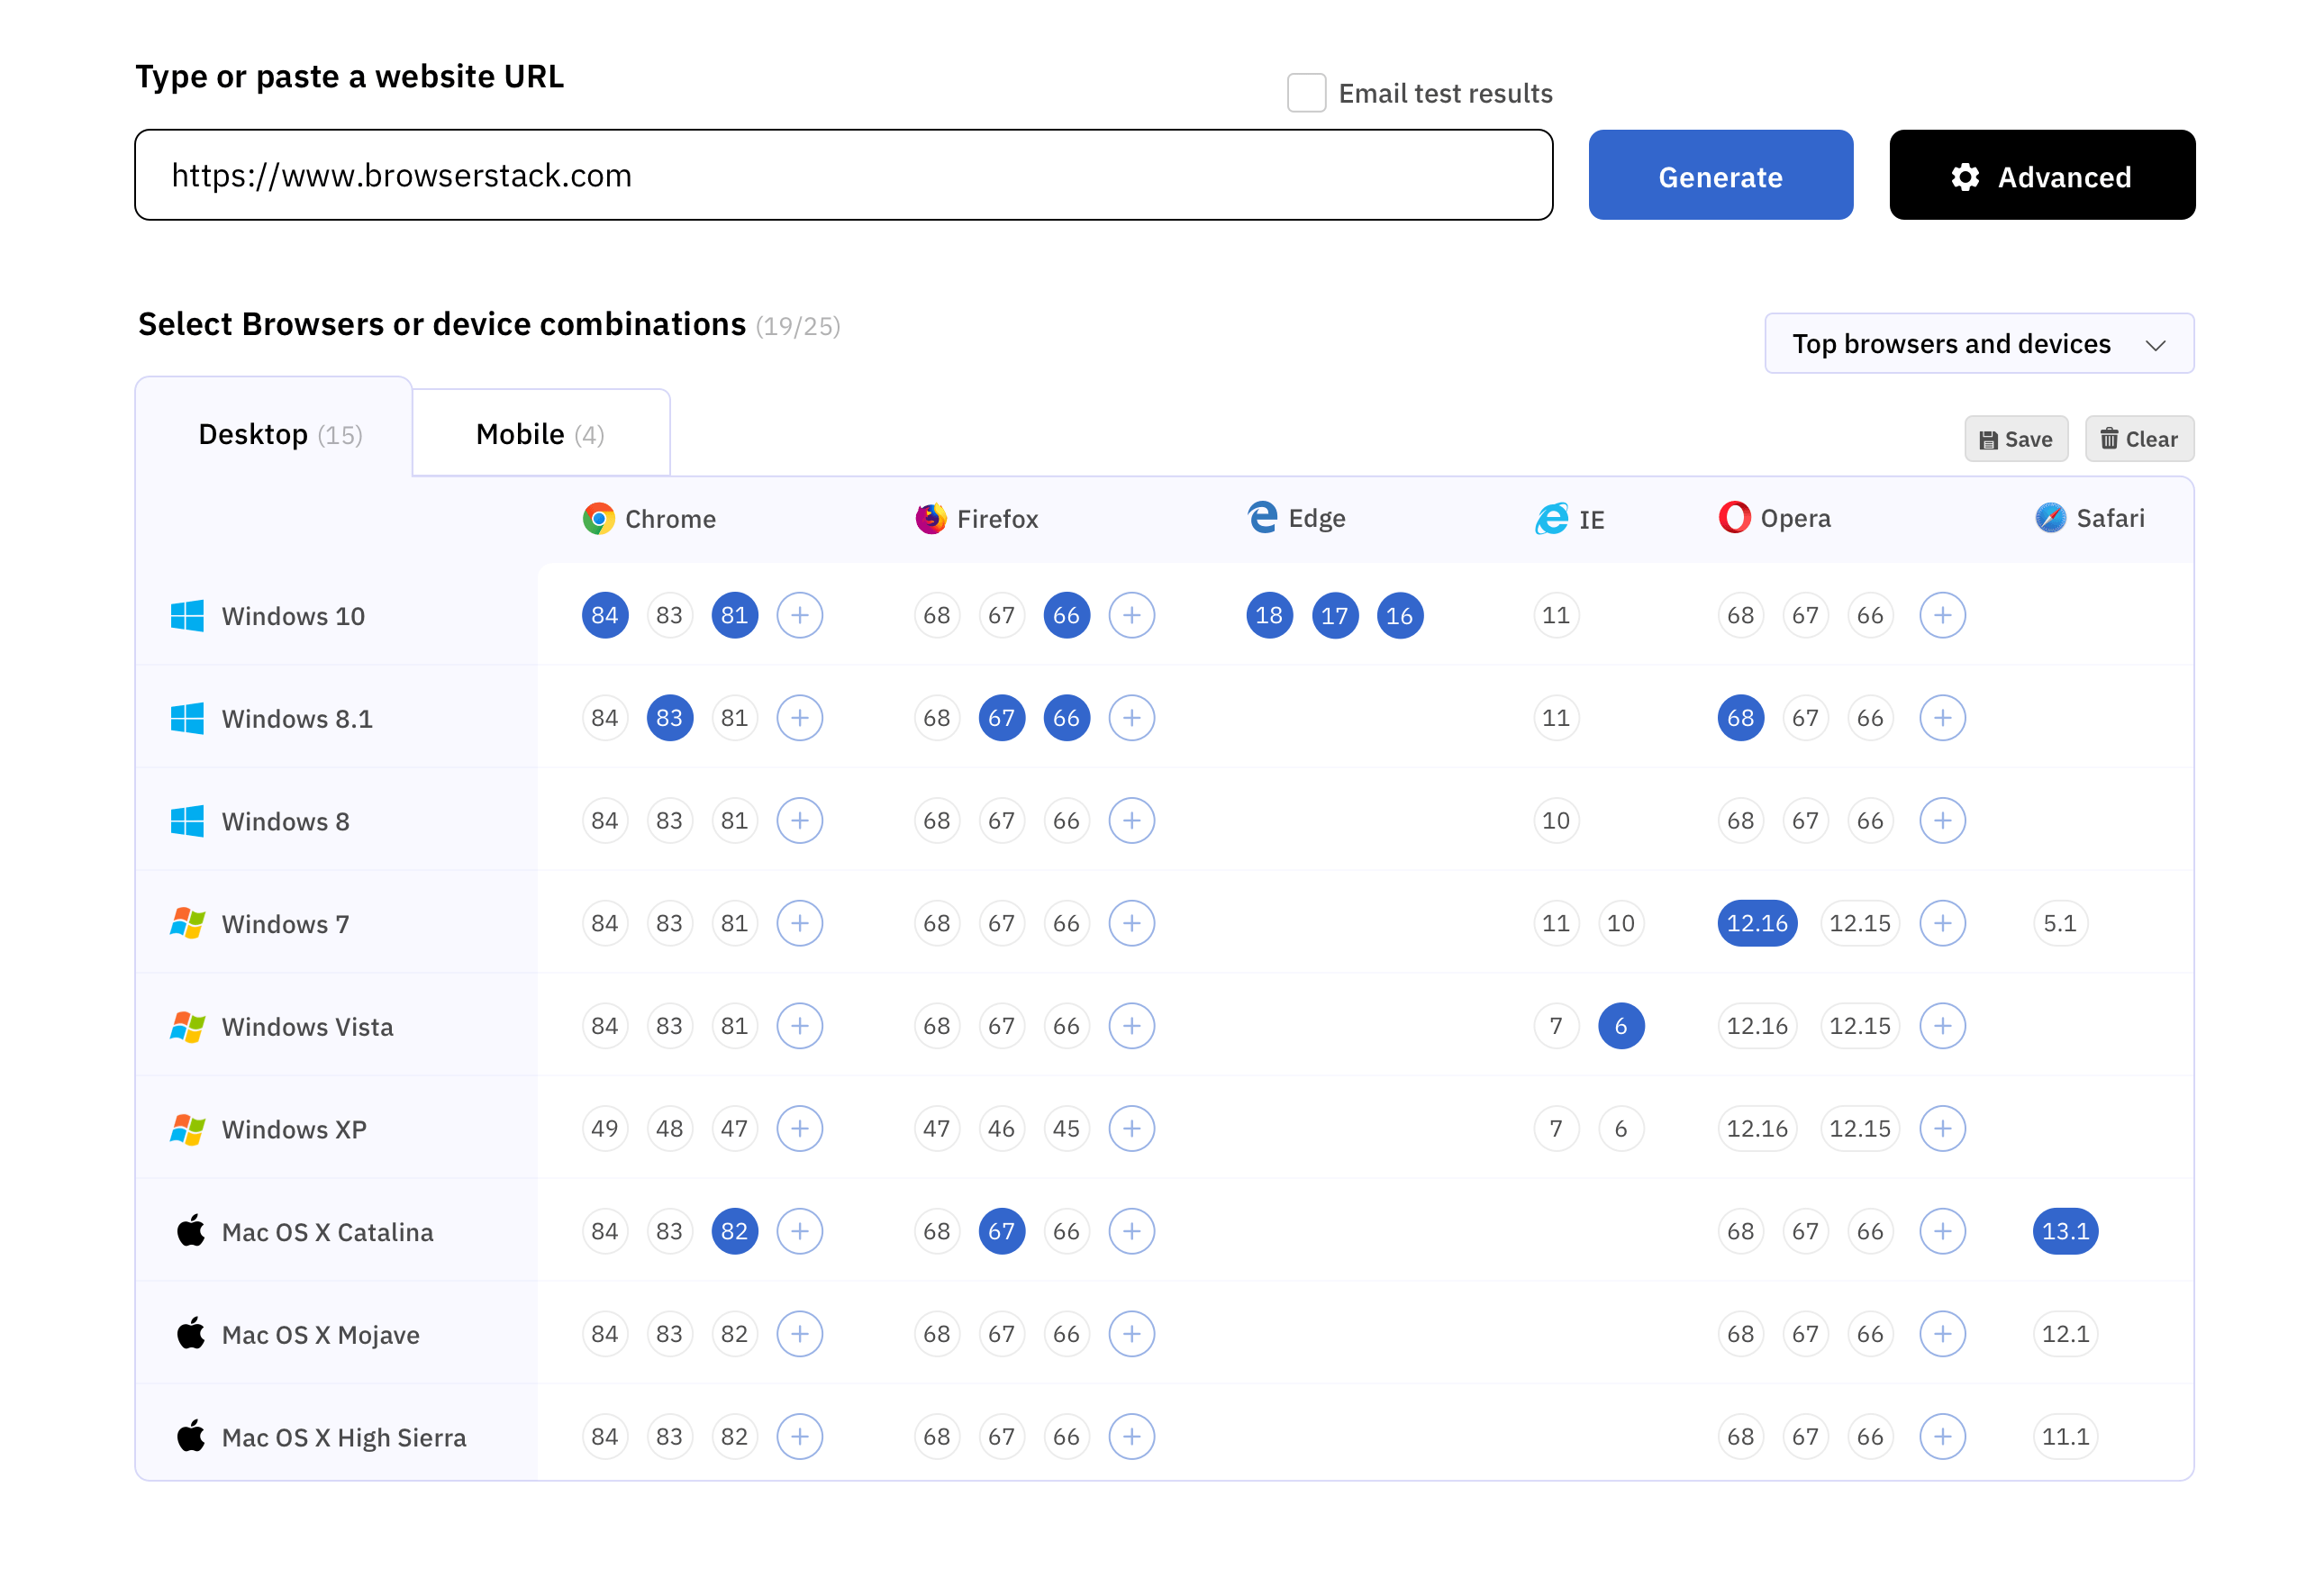 Type or paste a website URL
Email test results
https://www.browserstack.com
Generate
Advanced
Select Browsers or device combinations (19/25)
Top browsers and devices
Desktop (15)
Mobile (4)
Save
Clear
Chrome Firefox Edge IE Opera Safari
Windows 10 84 83 81 + 68 67 66 + 18 17 16 11 68 67 66 +
Windows 8.1 84 83 81 + 68 67 66 + 11 68 67 66 +
Windows 8 84 83 81 + 68 67 66 + 10 68 67 66 +
Windows 7 84 83 81 + 68 67 66 + 11 10 12.16 12.15 + 5.1
Windows Vista 84 83 81 + 68 67 66 + 7 6 12.16 12.15 +
Windows XP 49 48 47 + 47 46 45 + 7 6 12.16 12.15 +
Mac OS X Catalina 84 83 82 + 68 67 66 + 68 67 66 + 13.1
Mac OS X Mojave 84 83 82 + 68 67 66 + 68 67 66 + 12.1
Mac OS X High Sierra 84 83 82 + 68 67 66 + 68 67 66 + 11.1